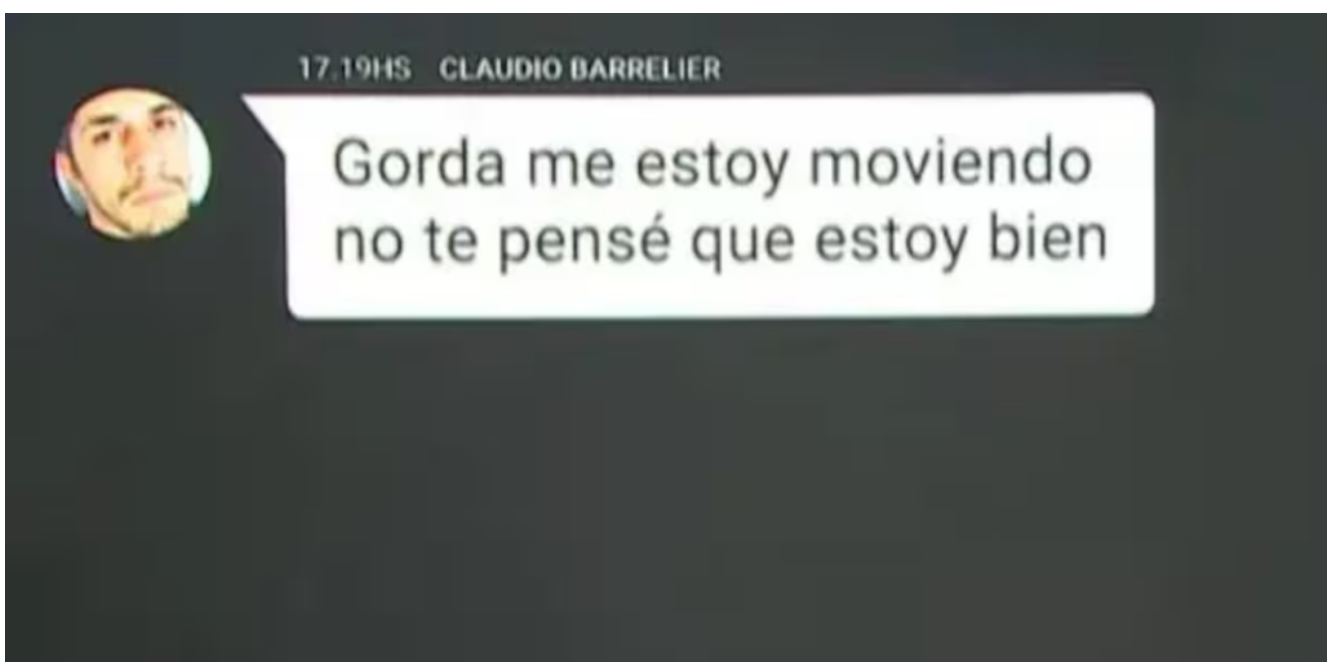 17.19HS CLAUDIO BARRELIER
Gorda me estoy moviendo
no te pensé que estoy bien